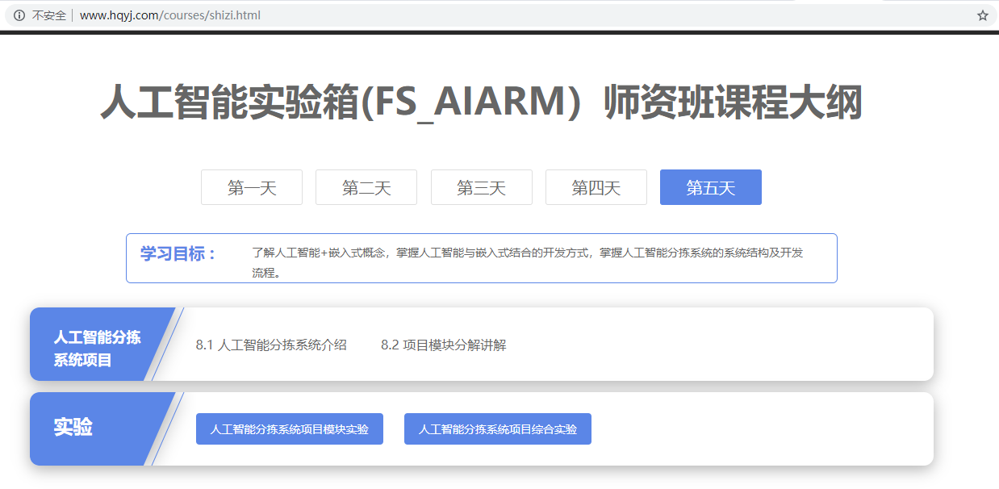 不安全 www.hqyj.com/courses/shizi.html
人工智能实验箱(FS_AIARM）师资班课程大纲
第一天 第二天 第三天 第四天 第五天
学习目标： 了解人工智能+嵌入式概念，掌握人工智能与嵌入式结合的开发方式，掌握人工智能分拣系统的系统结构及开发
流程。
人工智能分拣
系统项目
8.1 人工智能分拣系统介绍 8.2 项目模块分解讲解
实验
人工智能分拣系统项目模块实验 人工智能分拣系统项目综合实验